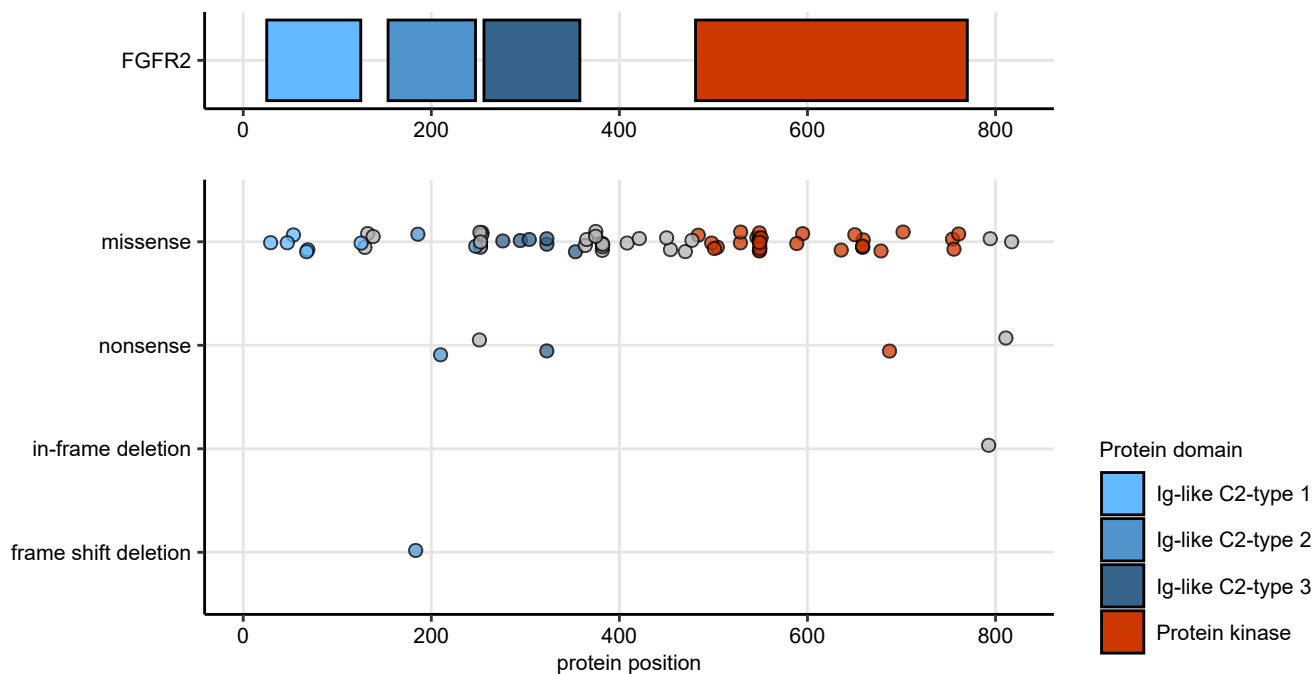 FGFR2
0 200 400 600 800
missense
nonsense
in-frame deletion
frame shift deletion
0 200 400 600 800
protein position
Protein domain
Ig-like C2-type 1
Ig-like C2-type 2
Ig-like C2-type 3
Protein kinase